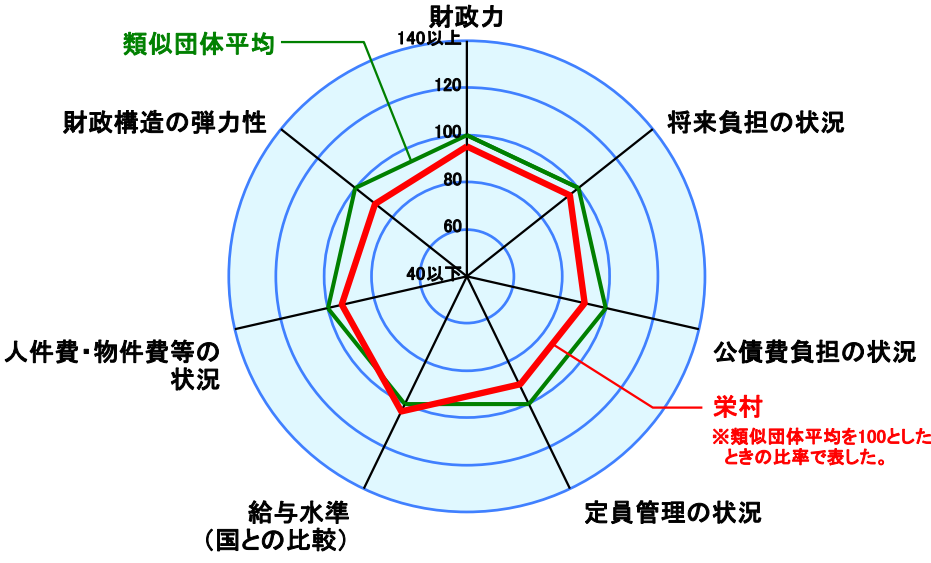 財政力
140以上
類似団体平均
120
財政構造の弾力性
将来負担の状況
100
80
60
40以下
人件費・物件費等の
状況
公債費負担の状況
栄村
※類似団体平均を100とした
ときの比率で表した。
給与水準
(国との比較)
定員管理の状況